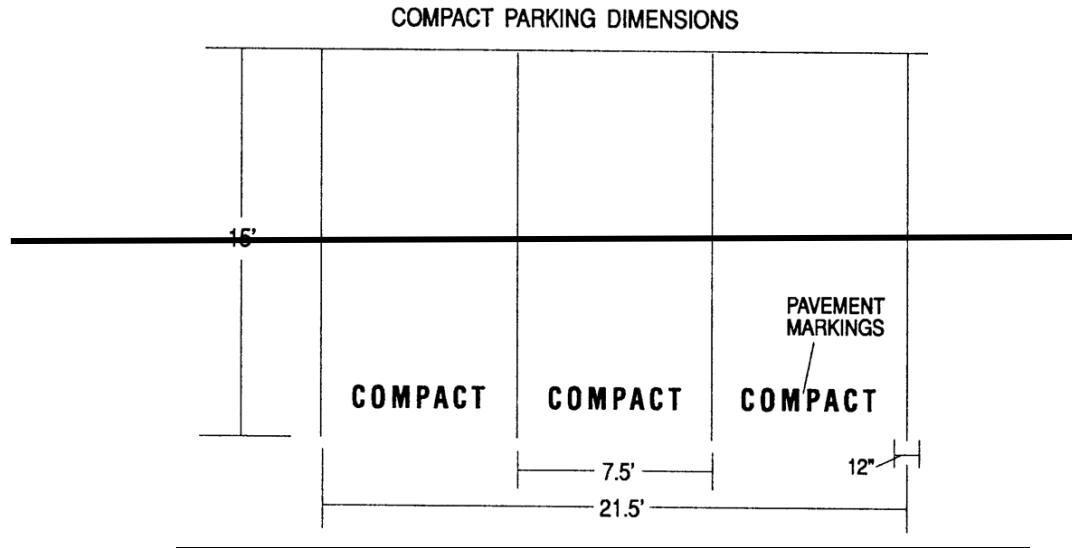 COMPACT PARKING DIMENSIONS
15'
PAVEMENT
MARKINGS
COMPACT COMPACT COMPACT
12"
7.5'
21.5'